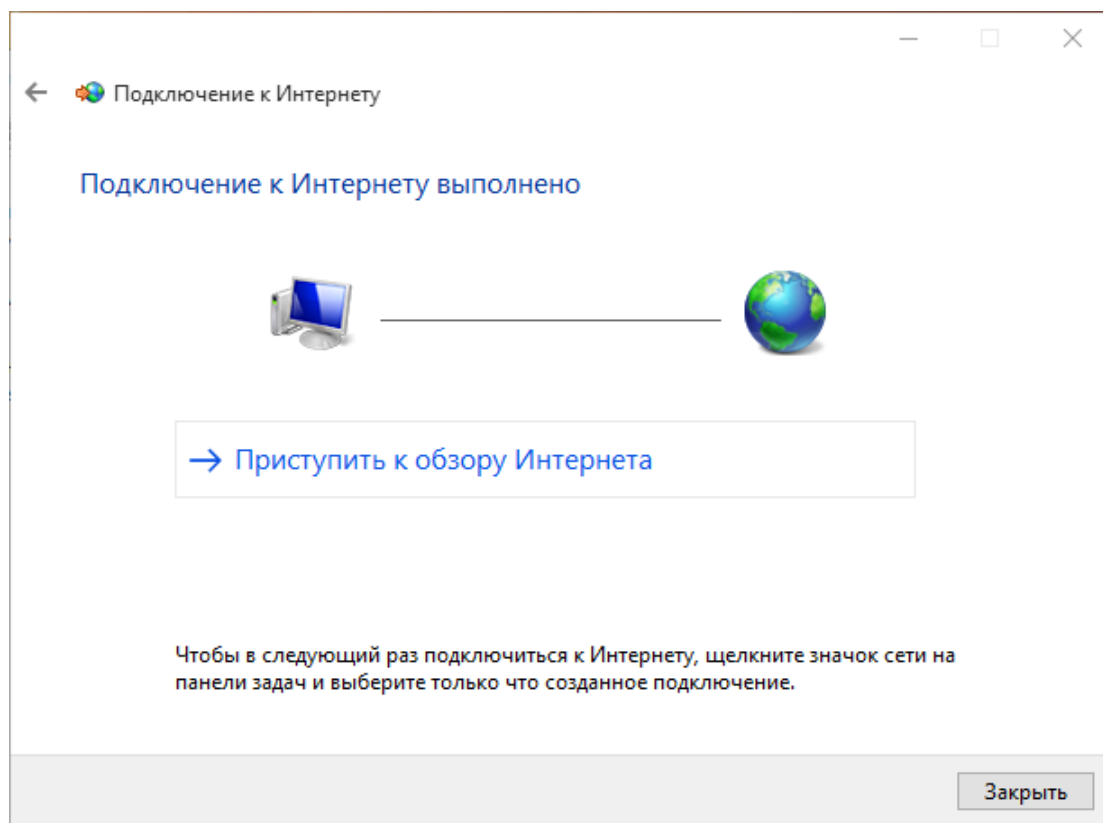 Подключение к Интернету
Подключение к Интернету выполнено
Приступить к обзору Интернета
Чтобы в следующий раз подключиться к Интернету, щелкните значок сети на
панели задач и выберите только что созданное подключение.
Закрыть